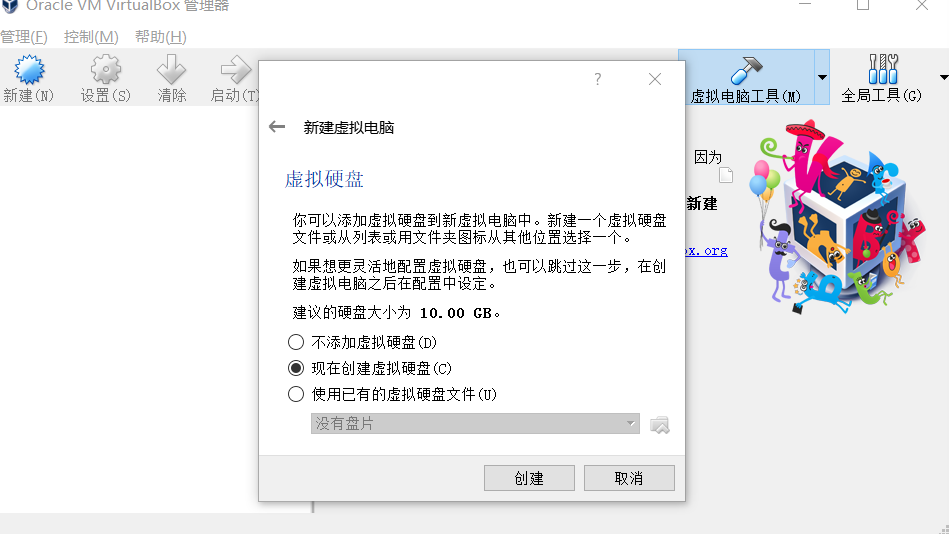 Oracle VM VirtualBox 管理器
管理(F) 控制(M) 帮助(H)
新建(N) 设置(S) 清除 启动(T) 虚拟电脑工具(M) 全局工具(G)
?
新建虚拟电脑
虚拟硬盘
你可以添加虚拟硬盘到新虚拟电脑中。新建一个虚拟硬盘
文件或从列表或用文件夹图标从其他位置选择一个。
如果想更灵活地配置虚拟硬盘，也可以跳过这一步，在创
建虚拟电脑之后在配置中设定。
建议的硬盘大小为 10.00 GB。
不添加虚拟硬盘(D)
现在创建虚拟硬盘(C)
使用已有的虚拟硬盘文件(U)
没有盘片
创建 取消
因为
新建
ox.org